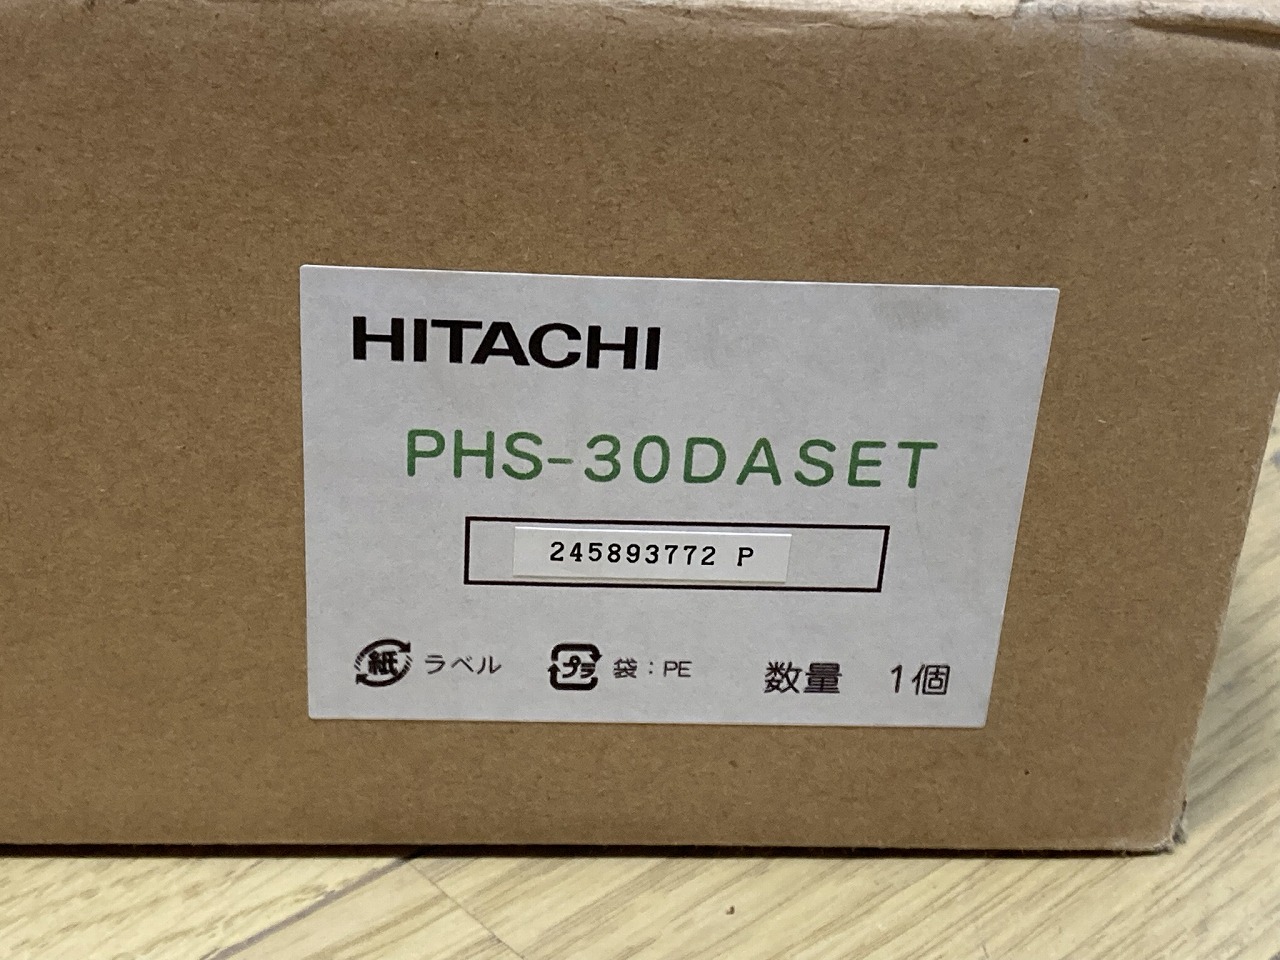 HITACHI
PHS-30DASET
245893772 P
紙 ラベル プラ 袋：PE 数量 1個